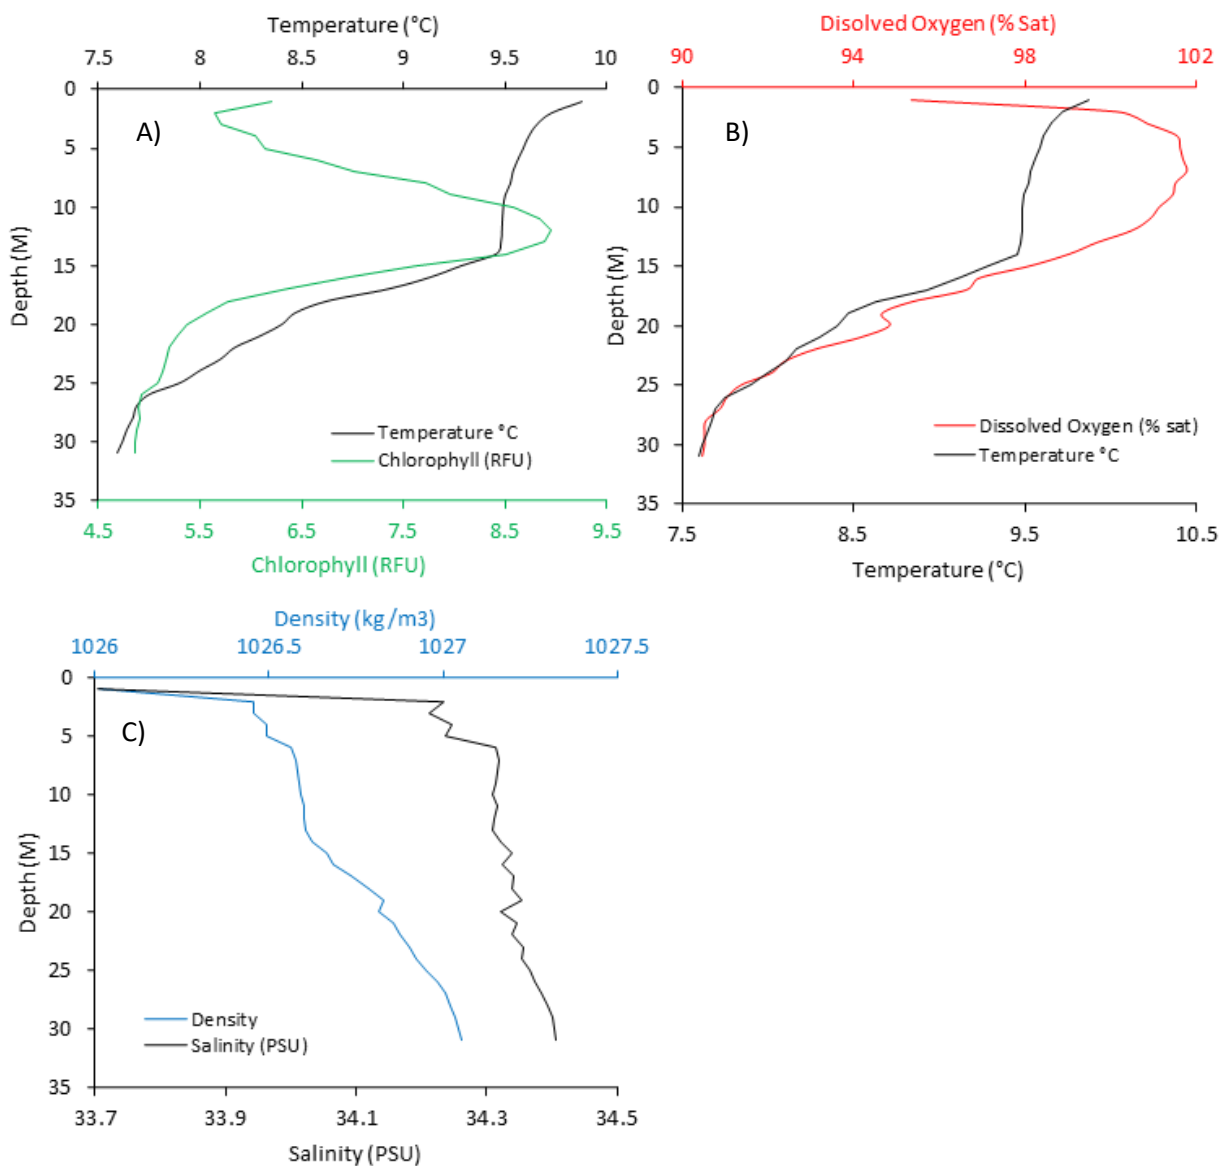 Temperature (°C)
7.5 8 8.5 9 9.5 10
0
5
10
15
20
25
30
35
Depth (M)
A)
Temperature °C
Chlorophyll (RFU)
4.5 5.5 6.5 7.5 8.5 9.5
Chlorophyll (RFU)
Disolved Oxygen (% Sat)
90 94 98 102
0
5
10
15
20
25
30
35
Depth (M)
B)
Dissolved Oxygen (% sat)
Temperature °C
7.5 8.5 9.5 10.5
Temperature (°C)
Density (kg/m3)
1026 1026.5 1027 1027.5
0
5
10
15
20
25
30
35
Depth (M)
C)
Density
Salinity (PSU)
33.7 33.9 34.1 34.3 34.5
Salinity (PSU)